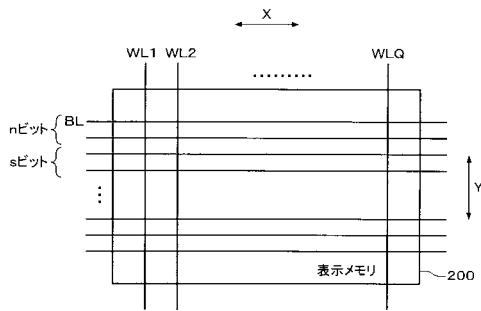 X
WL1 WL2 WLQ
.........
nビット BL
sビット
Y
表示メモリ
200